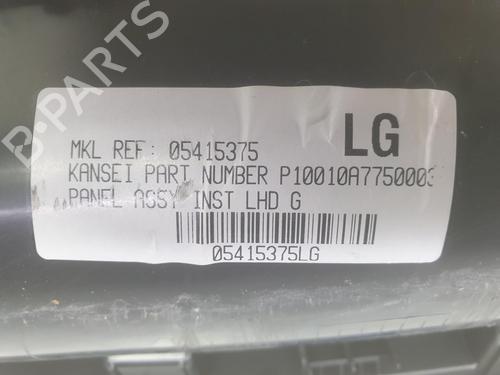 LG
MKL REF: 05415375
KANSEI PART NUMBER P10010A7750003
PANEL ASSY INST LHD G
05415375LG
B-PARTS